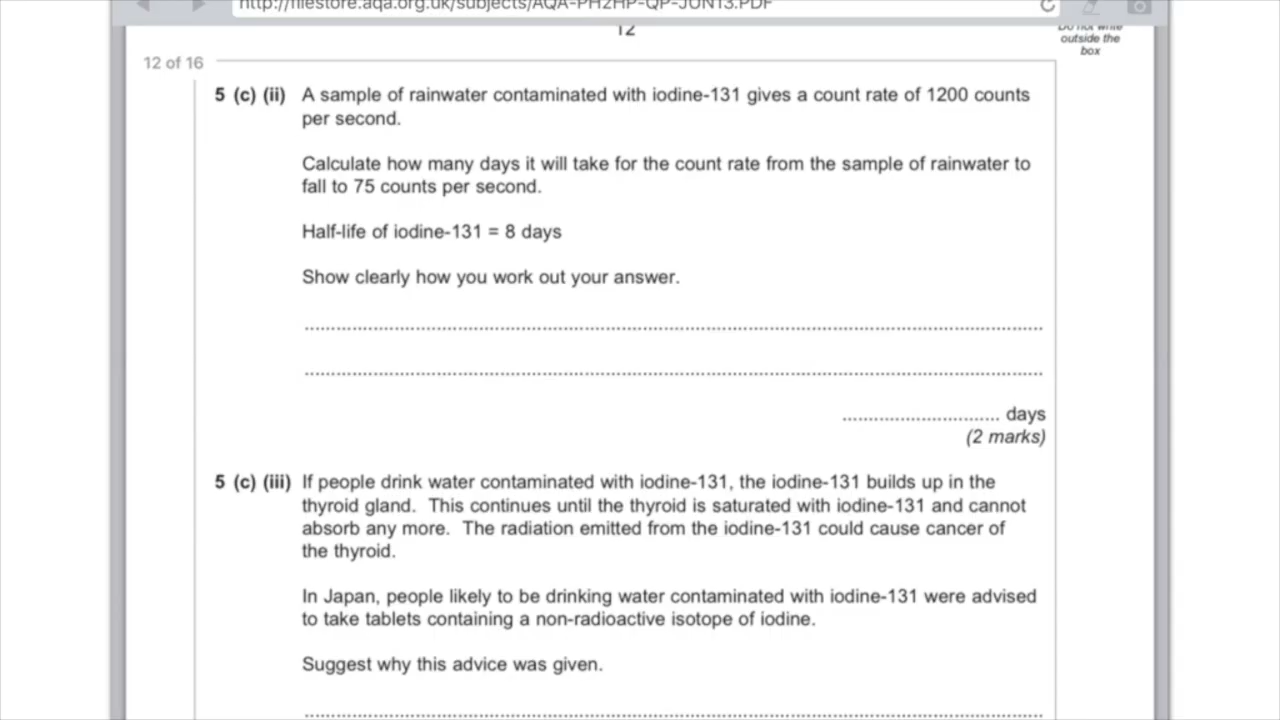 http://filestore.aqa.org.uk/subjects/AQA-PH2HP-QP-JUN13.PDF
12
Do not write
outside the
box
12 of 16
5 (c) (ii) A sample of rainwater contaminated with iodine-131 gives a count rate of 1200 counts
per second.
Calculate how many days it will take for the count rate from the sample of rainwater to
fall to 75 counts per second.
Half-life of iodine-131 = 8 days
Show clearly how you work out your answer.
days
(2 marks)
5 (c) (iii) If people drink water contaminated with iodine-131, the iodine-131 builds up in the
thyroid gland. This continues until the thyroid is saturated with iodine-131 and cannot
absorb any more. The radiation emitted from the iodine-131 could cause cancer of
the thyroid.
In Japan, people likely to be drinking water contaminated with iodine-131 were advised
to take tablets containing a non-radioactive isotope of iodine.
Suggest why this advice was given.